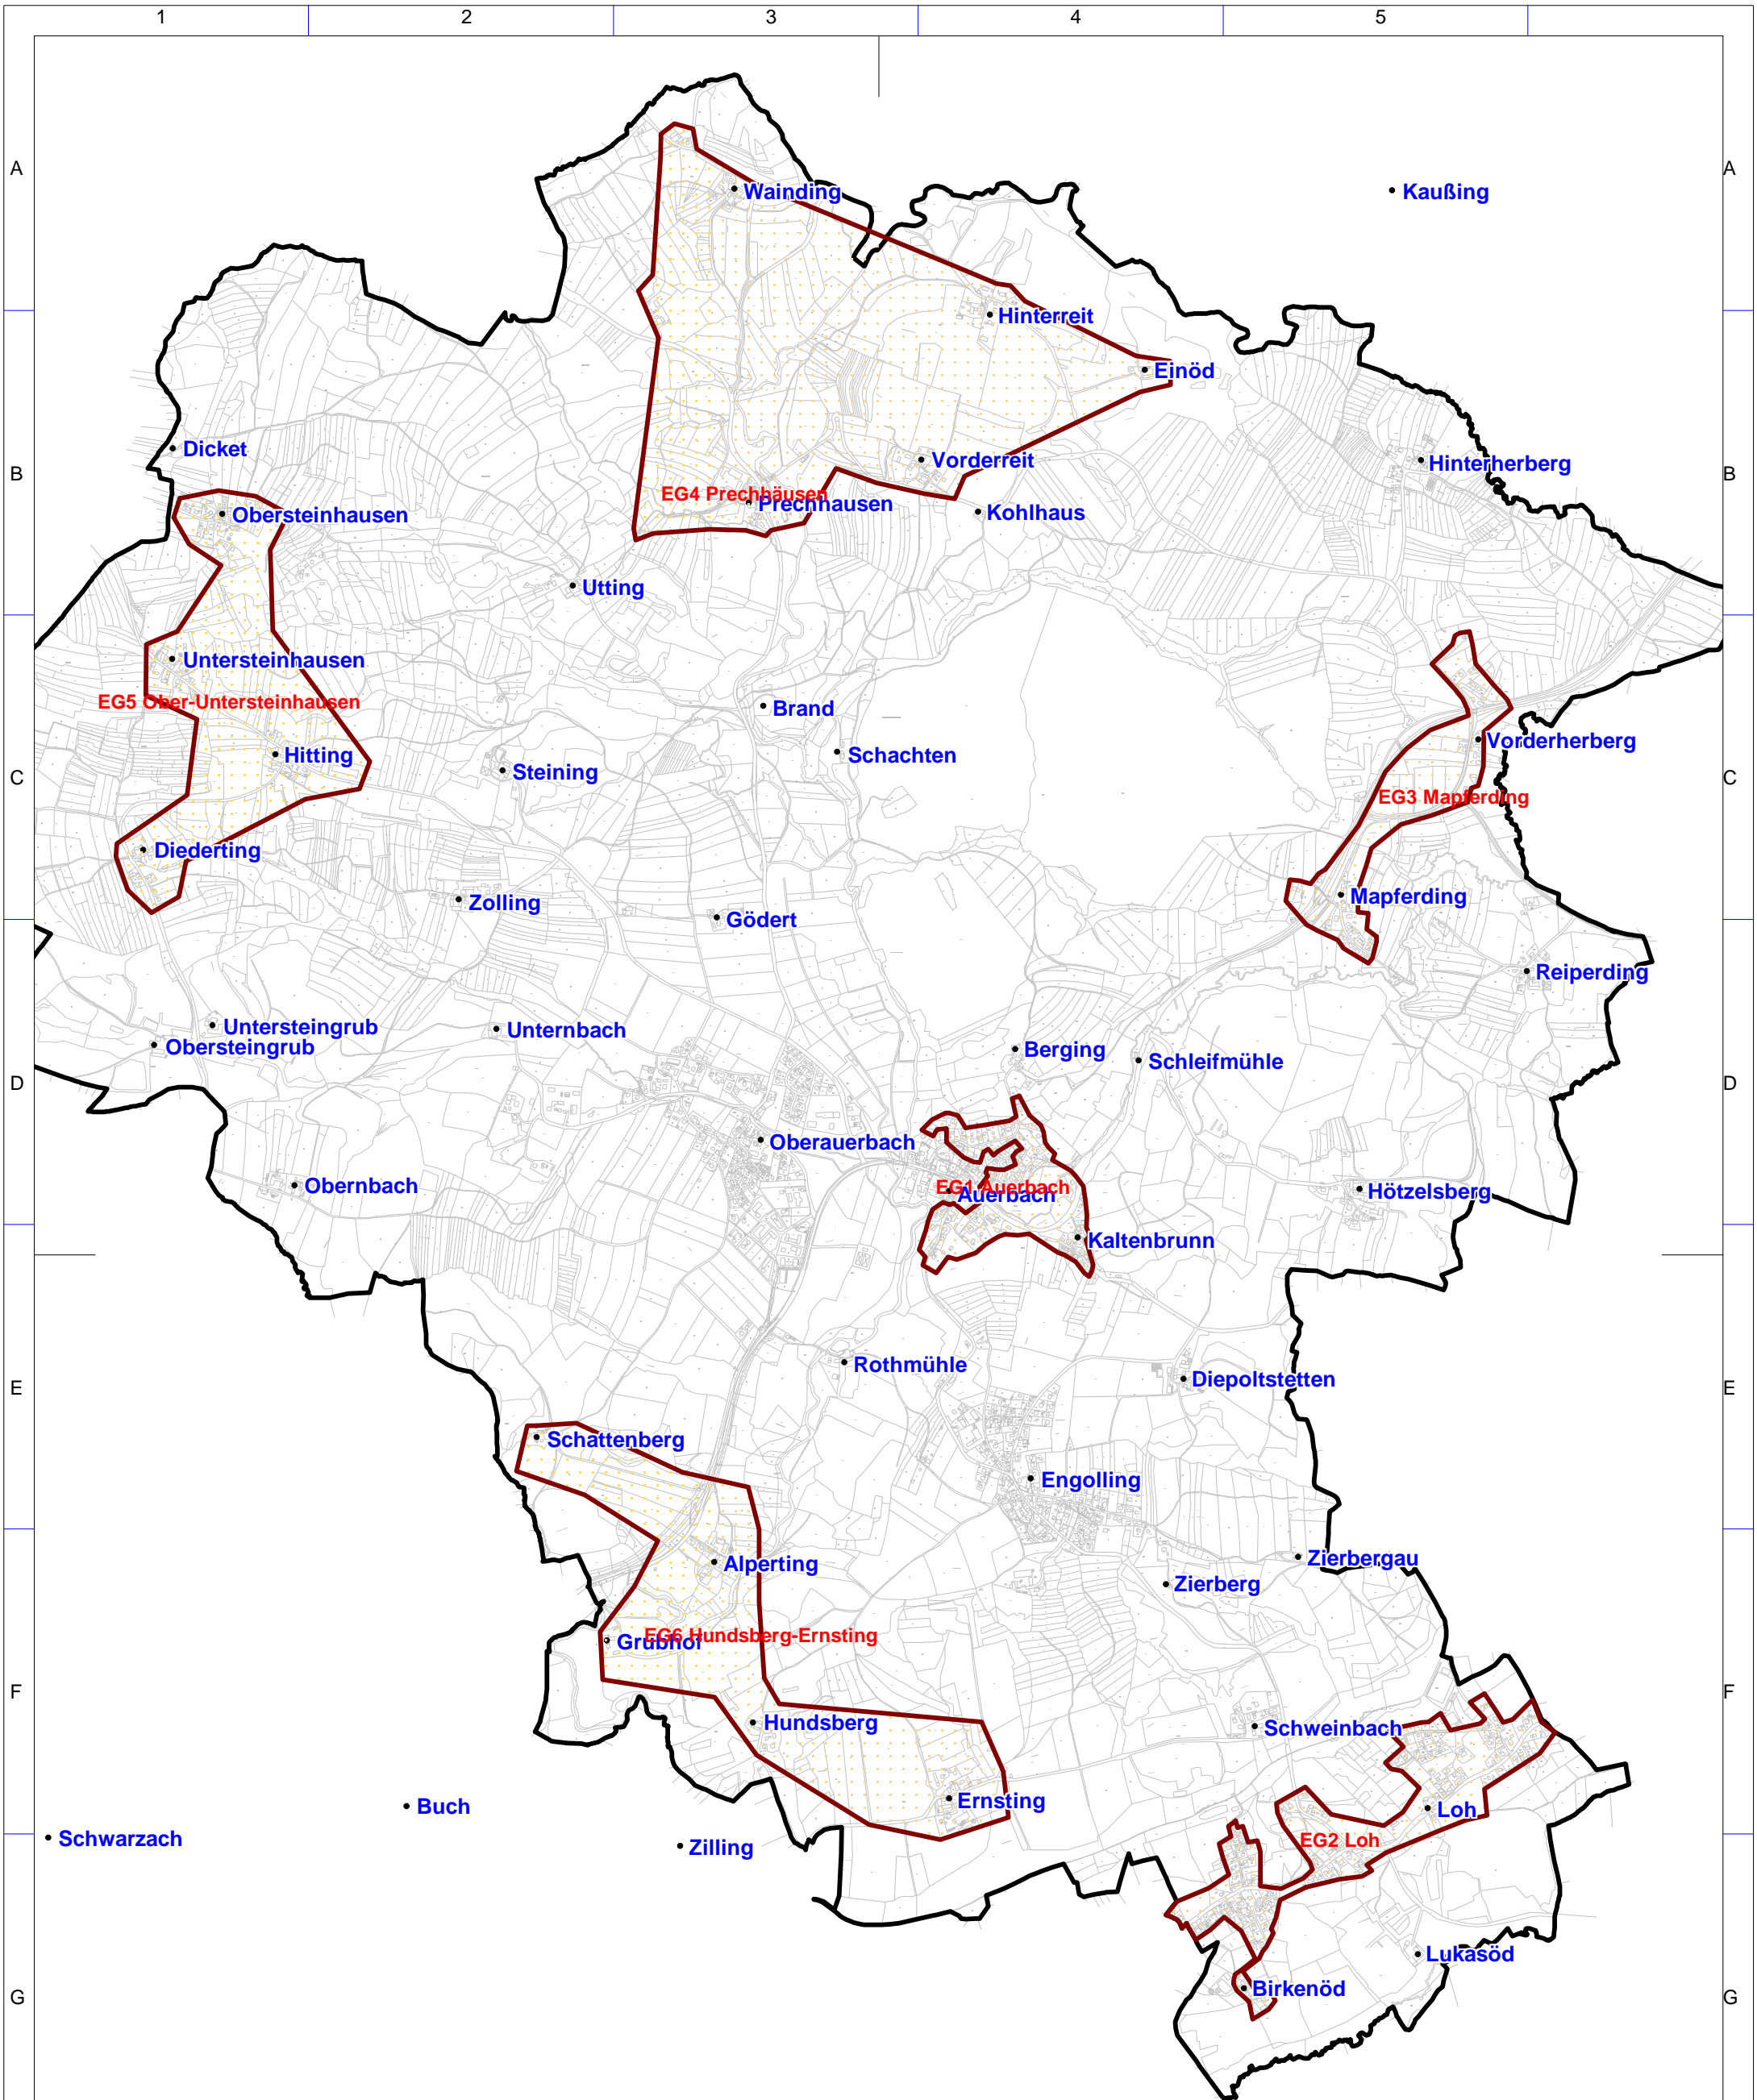 1 2 3 4 5
A A
Wainding
Kaußing
Hinterreit
Einöd
Dicket
Vorderreit
Hinterherberg
B B
EG4 Prechhäusen
Prechhausen
Kohlhaus
Obersteinhausen
Utting
Untersteinhausen
EG5 Ober-Untersteinhausen
Brand
Vorderherberg
Hitting
Schachten
Steining
C C
EG3 Mapferding
Diederting
Mapferding
Zolling
Gödert
Reiperding
Untersteingrub
Unternbach
Obersteingrub
Berging
Schleifmühle
D D
Oberauerbach
Obernbach
EG1 Auerbach
Auerbach
Hötzelsberg
Kaltenbrunn
Rothmühle
Diepoltstetten
E E
Schattenberg
Engolling
Zierbergau
Alperting
Zierberg
EG6 Hundsberg-Ernsting
Grubhof
F F
Hundsberg
Schweinbach
Ernsting
Buch
Loh
Schwarzach
EG2 Loh
Zilling
Lukasöd
Birkenöd
G G